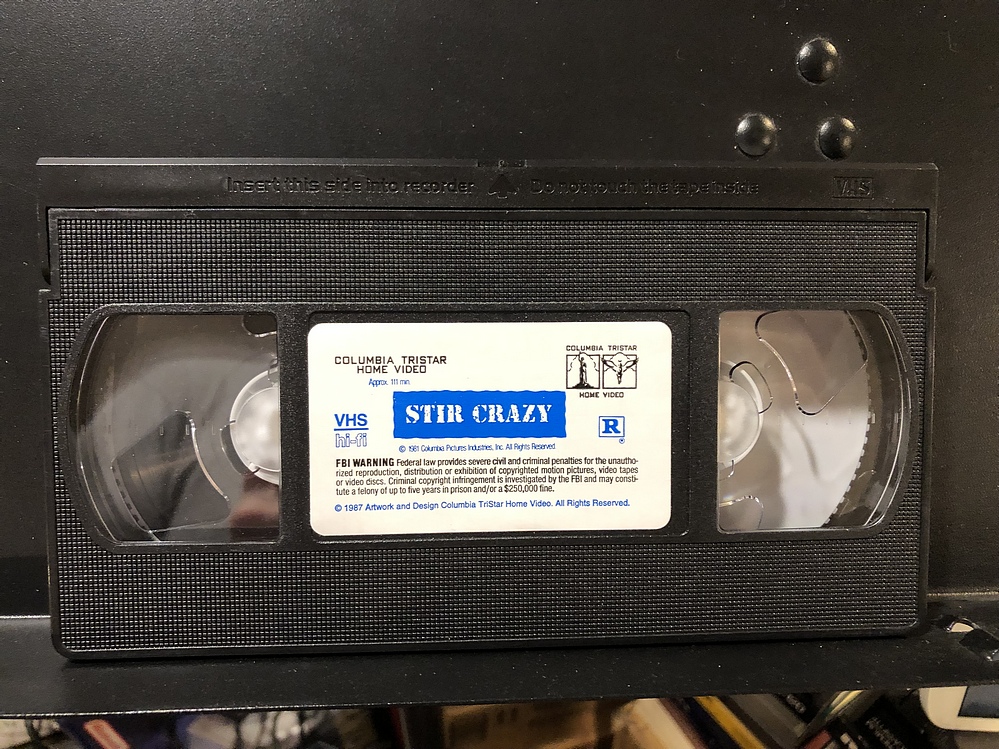 Insert this side into recorder Do not touch the tape inside VHS
COLUMBIA TRISTAR
HOME VIDEO
Approx. 111 min.
COLUMBIA TRISTAR
HOME VIDEO
VHS
hi-fi
STIR CRAZY
R
© 1981 Columbia Pictures Industries, Inc. All Rights Reserved
FBI WARNING Federal law provides severe civil and criminal penalties for the unautho-
rized reproduction, distribution or exhibition of copyrighted motion pictures, video tapes
or video discs. Criminal copyright infringement is investigated by the FBI and may consti-
tute a felony of up to five years in prison and/or a $250,000 fine.
© 1987 Artwork and Design Columbia TriStar Home Video. All Rights Reserved.